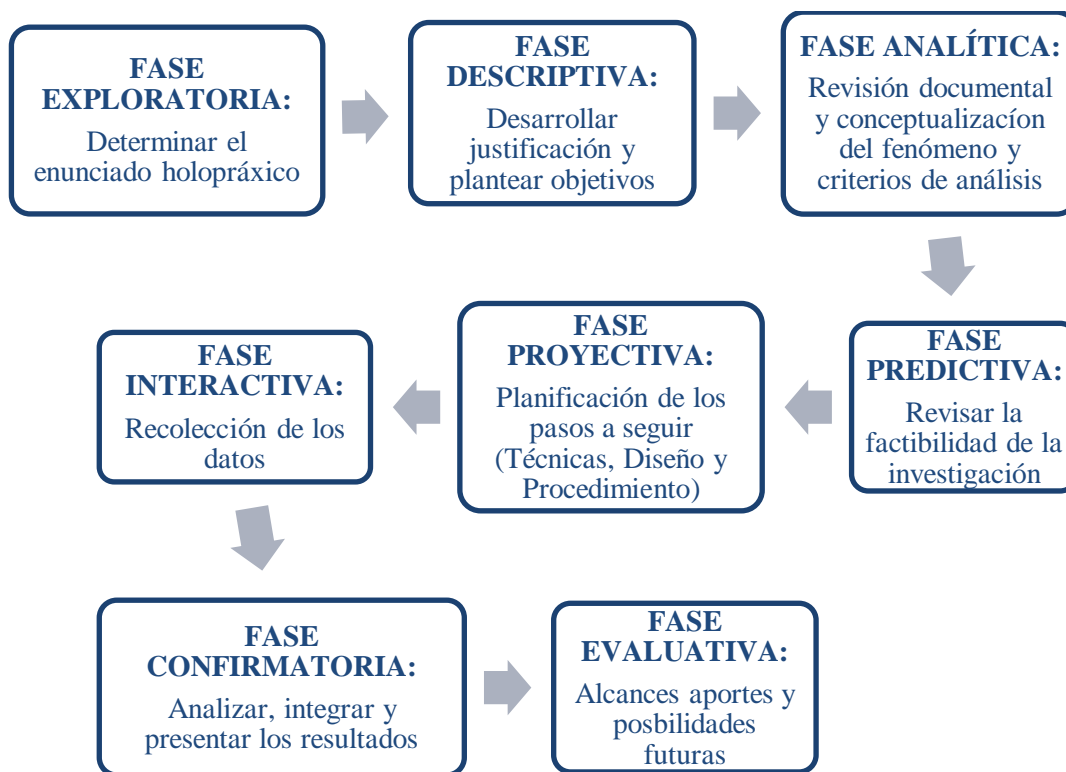 FASE
EXPLORATORIA:
Determinar el
enunciado holopráxico
FASE
DESCRIPTIVA:
Desarrollar
justificación y
plantear objetivos
FASE ANALÍTICA:
Revisión documental
y conceptualizacíon
del fenómeno y
criterios de análisis
FASE
PREDICTIVA:
Revisar la
factibilidad de la
investigación
FASE
PROYECTIVA:
Planificación de los
pasos a seguir
(Técnicas, Diseño y
Procedimiento)
FASE
INTERACTIVA:
Recolección de los
datos
FASE
CONFIRMATORIA:
Analizar, integrar y
presentar los resultados
FASE
EVALUATIVA:
Alcances aportes y
posbilidades
futuras